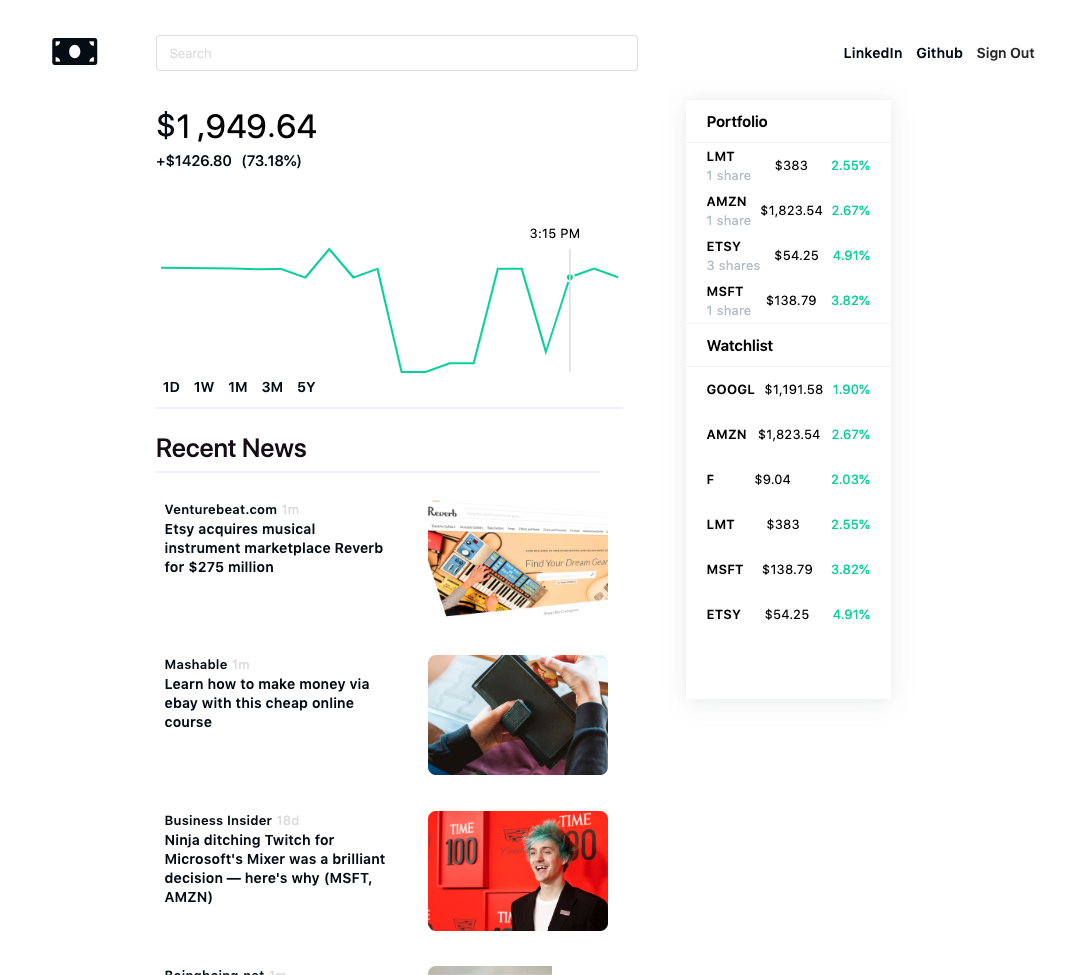 Search
LinkedIn Github Sign Out
$1,949.64
+$1426.80 (73.18%)
3:15 PM
1D 1W 1M 3M 5Y
Recent News
Venturebeat.com 1m
Etsy acquires musical
instrument marketplace Reverb
for $275 million
Reverb
Find Your Dream Gear
Shop By Category
Mashable 1m
Learn how to make money via
ebay with this cheap online
course
Business Insider 18d
Ninja ditching Twitch for
Microsoft's Mixer was a brilliant
decision — here's why (MSFT,
AMZN)
TIME
100
TIME
Portfolio
LMT
1 share
$383 2.55%
AMZN
1 share
$1,823.54 2.67%
ETSY
3 shares
$54.25 4.91%
MSFT
1 share
$138.79 3.82%
Watchlist
GOOGL $1,191.58 1.90%
AMZN $1,823.54 2.67%
F $9.04 2.03%
LMT $383 2.55%
MSFT $138.79 3.82%
ETSY $54.25 4.91%